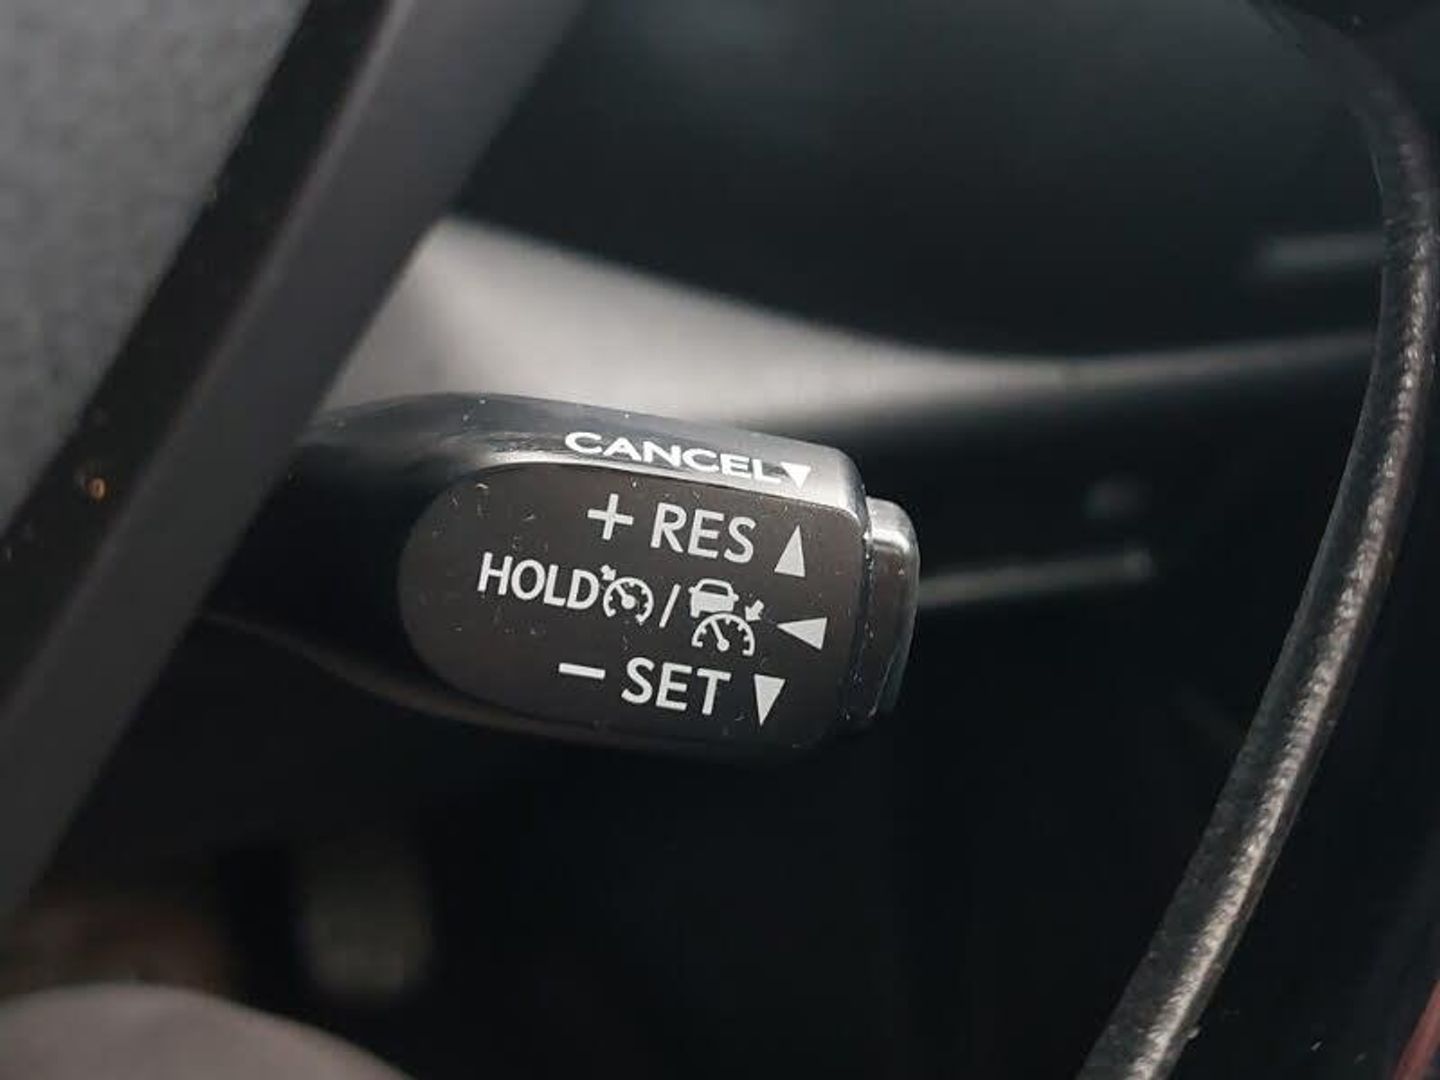 CANCEL
+ RES
HOLD /
- SET